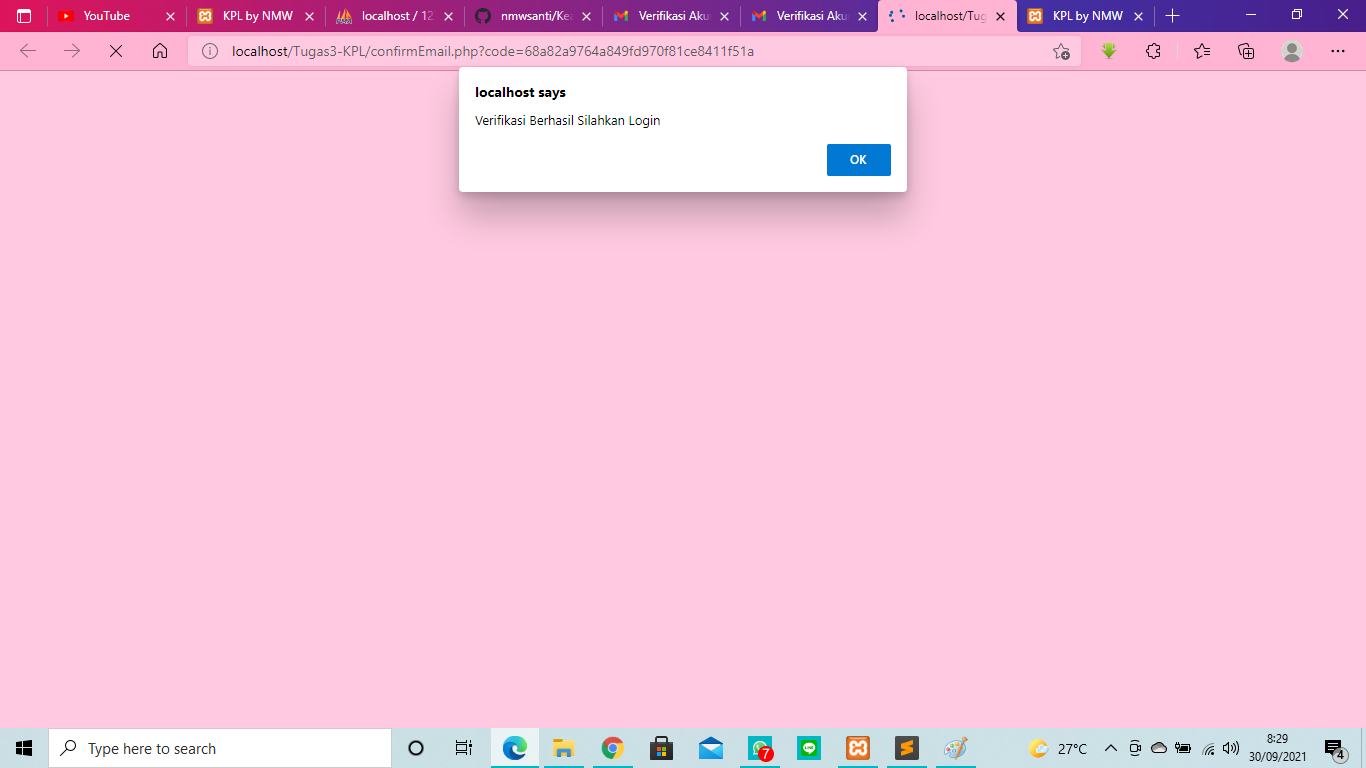 YouTube
KPL by NMW
localhost / 12
nmwsanti/Kea
Verifikasi Aku
Verifikasi Aku
localhost/Tug
KPL by NMW
localhost/Tugas3-KPL/confirmEmail.php?code=68a82a9764a849fd970f81ce8411f51a
localhost says
Verifikasi Berhasil Silahkan Login
OK
Type here to search
7
27°C
8:29
30/09/2021
4